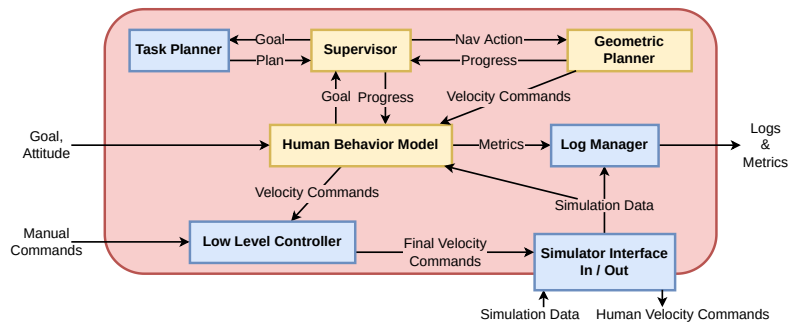 Task Planner
Goal
Plan
Supervisor
Nav Action
Progress
Geometric
Planner
Goal
Progress
Velocity Commands
Goal,
Attitude
Human Behavior Model
Metrics
Log Manager
Logs
&
Metrics
Velocity Commands
Simulation Data
Manual
Commands
Low Level Controller
Final Velocity
Commands
Simulator Interface
In / Out
Simulation Data
Human Velocity Commands